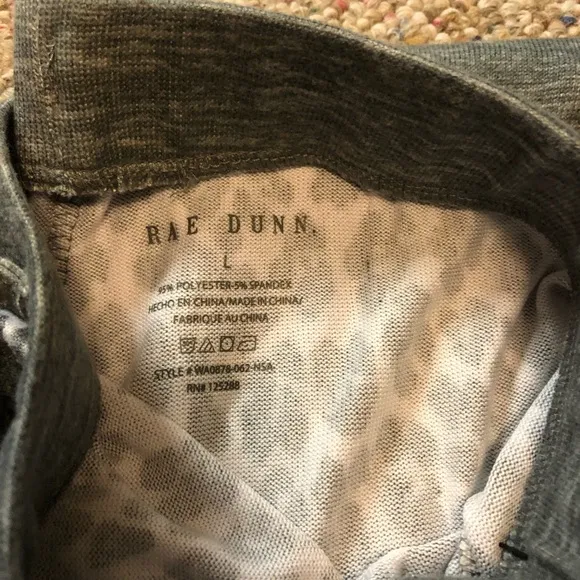 RAE DUNN.
L
95% POLYESTER-5% SPANDEX
HECHO EN CHINA/MADE IN CHINA/
FABRIQUE AU CHINA
STYLE # WA0878-062-NSA
RN# 125288